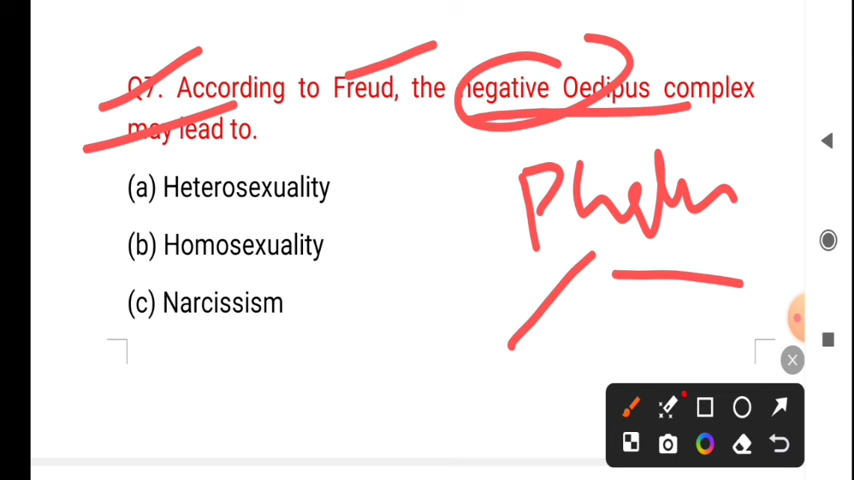 Q7. According to Freud, the negative Oedipus complex
may lead to.
(a) Heterosexuality
(b) Homosexuality
(c) Narcissism